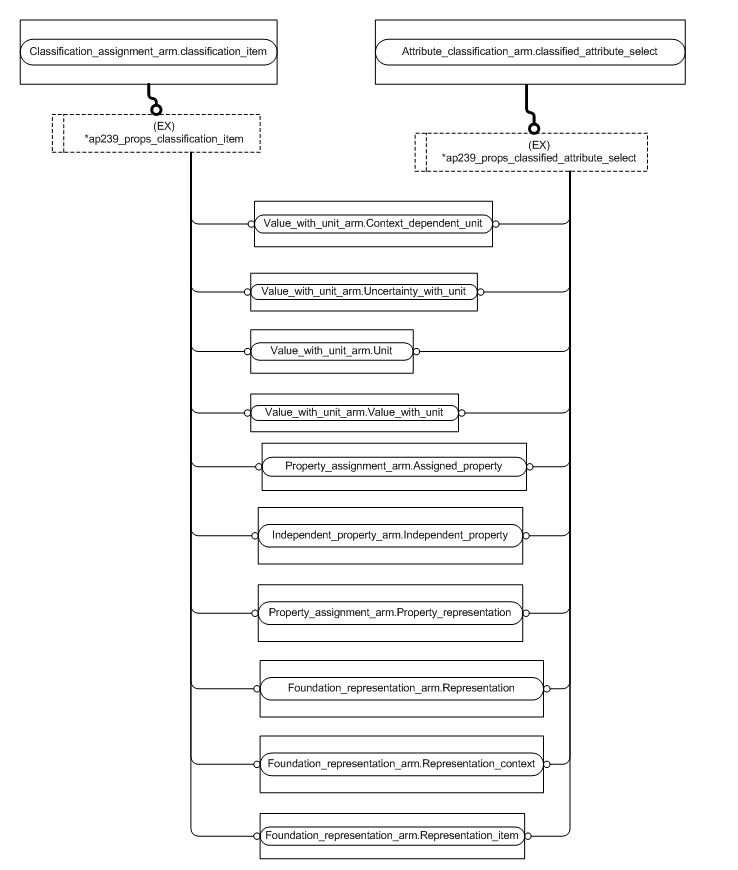 Classification_assignment_arm.classification_item
Attribute_classification_arm.classified_attribute_select
(EX)
*ap239_props_classification_item
(EX)
*ap239_props_classified_attribute_select
Value_with_unit_arm.Context_dependent_unit
Value_with_unit_arm.Uncertainty_with_unit
Value_with_unit_arm.Unit
Value_with_unit_arm.Value_with_unit
Property_assignment_arm.Assigned_property
Independent_property_arm.Independent_property
Property_assignment_arm.Property_representation
Foundation_representation_arm.Representation
Foundation_representation_arm.Representation_context
Foundation_representation_arm.Representation_item